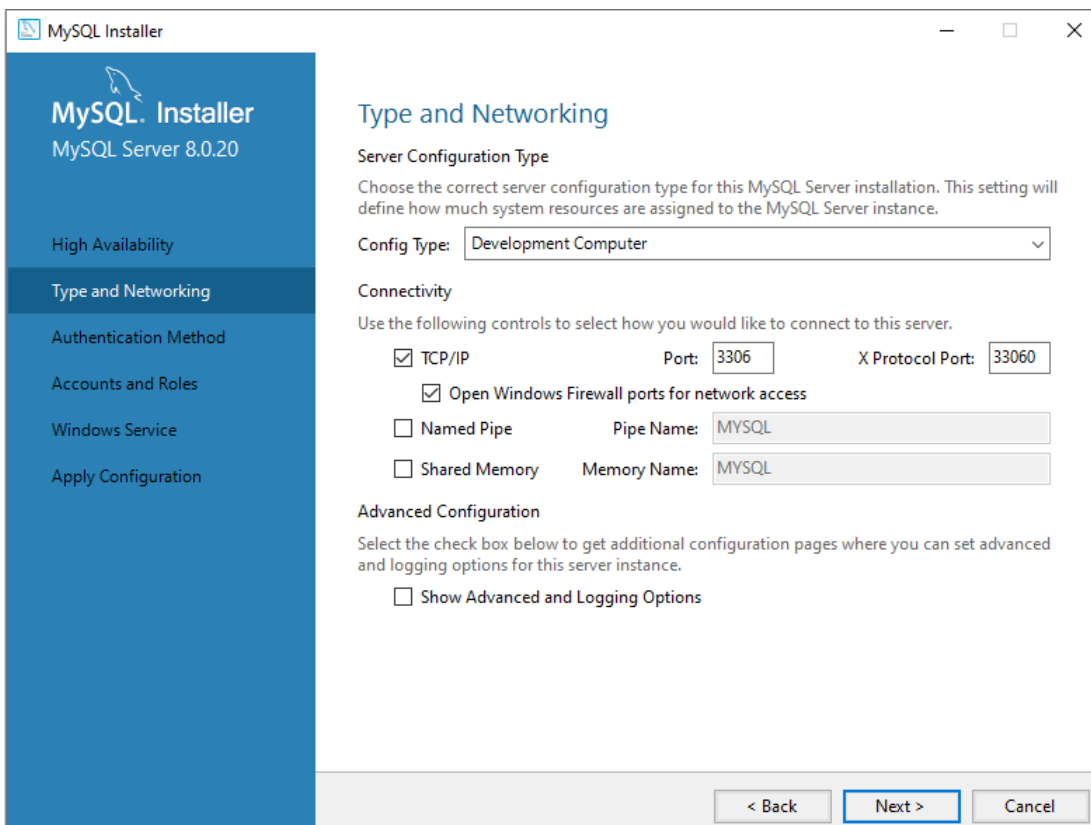 MySQL Installer
MySQL. Installer
MySQL Server 8.0.20
High Availability
Type and Networking
Authentication Method
Accounts and Roles
Windows Service
Apply Configuration
Type and Networking
Server Configuration Type
Choose the correct server configuration type for this MySQL Server installation. This setting will
define how much system resources are assigned to the MySQL Server instance.
Config Type: Development Computer
Connectivity
Use the following controls to select how you would like to connect to this server.
TCP/IP Port: 3306 X Protocol Port: 33060
Open Windows Firewall ports for network access
Named Pipe Pipe Name: MYSQL
Shared Memory Memory Name: MYSQL
Advanced Configuration
Select the check box below to get additional configuration pages where you can set advanced
and logging options for this server instance.
Show Advanced and Logging Options
< Back Next > Cancel